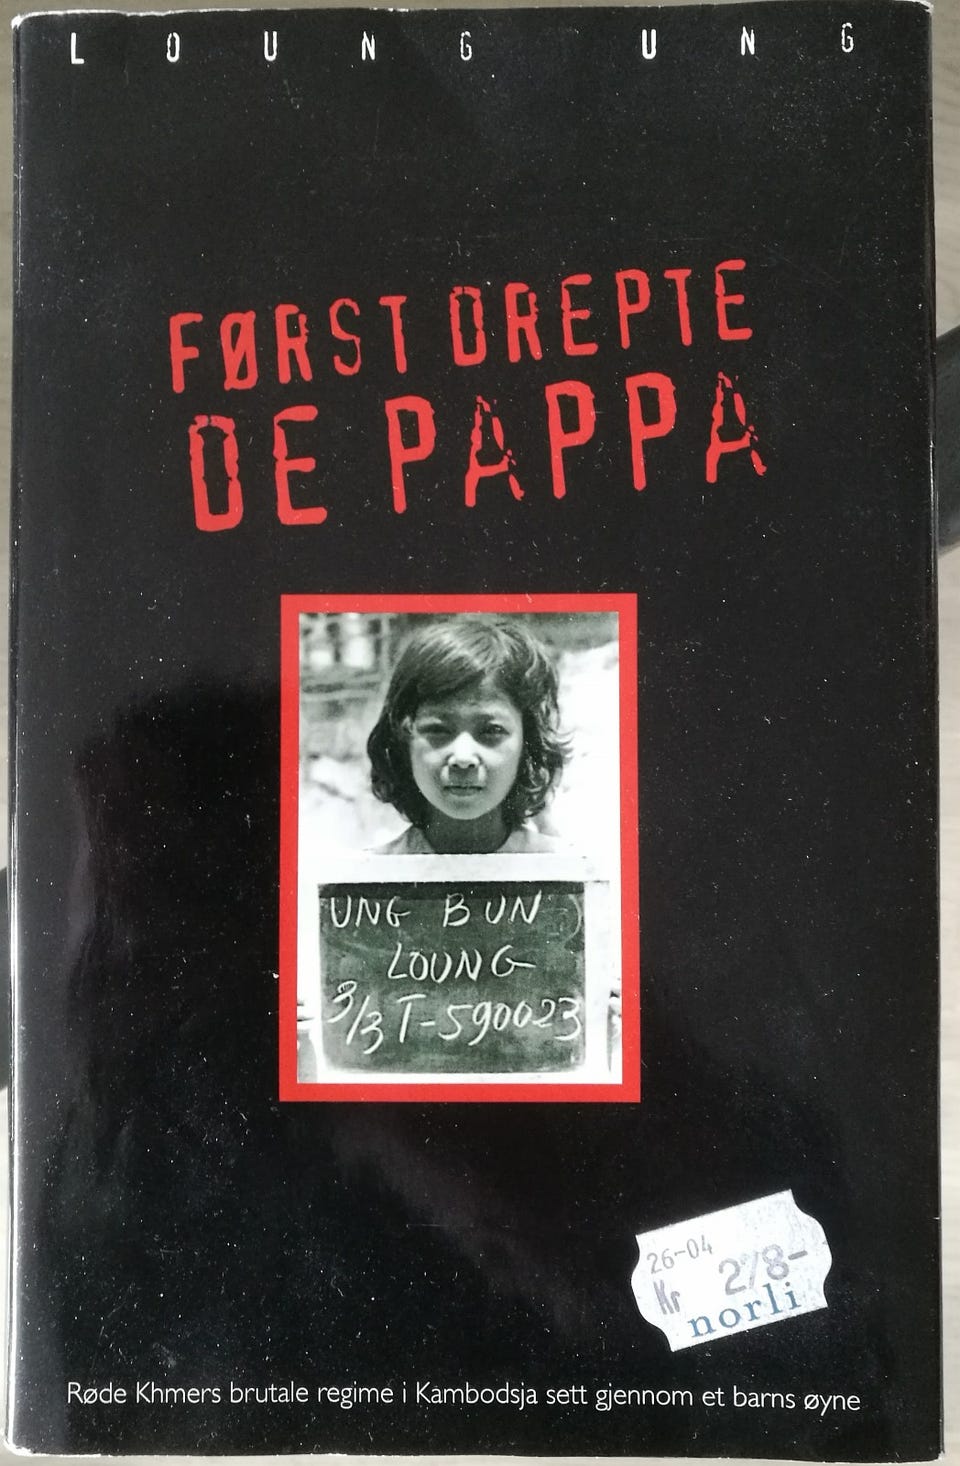 LOUNG UNG
FØRST DREPTE
DE PAPPA
UNG BUN
LOUNG
3/3 T-590023
26-04
Kr 278-
norli
Røde Khmers brutale regime i Kambodsja sett gjennom et barns øyne